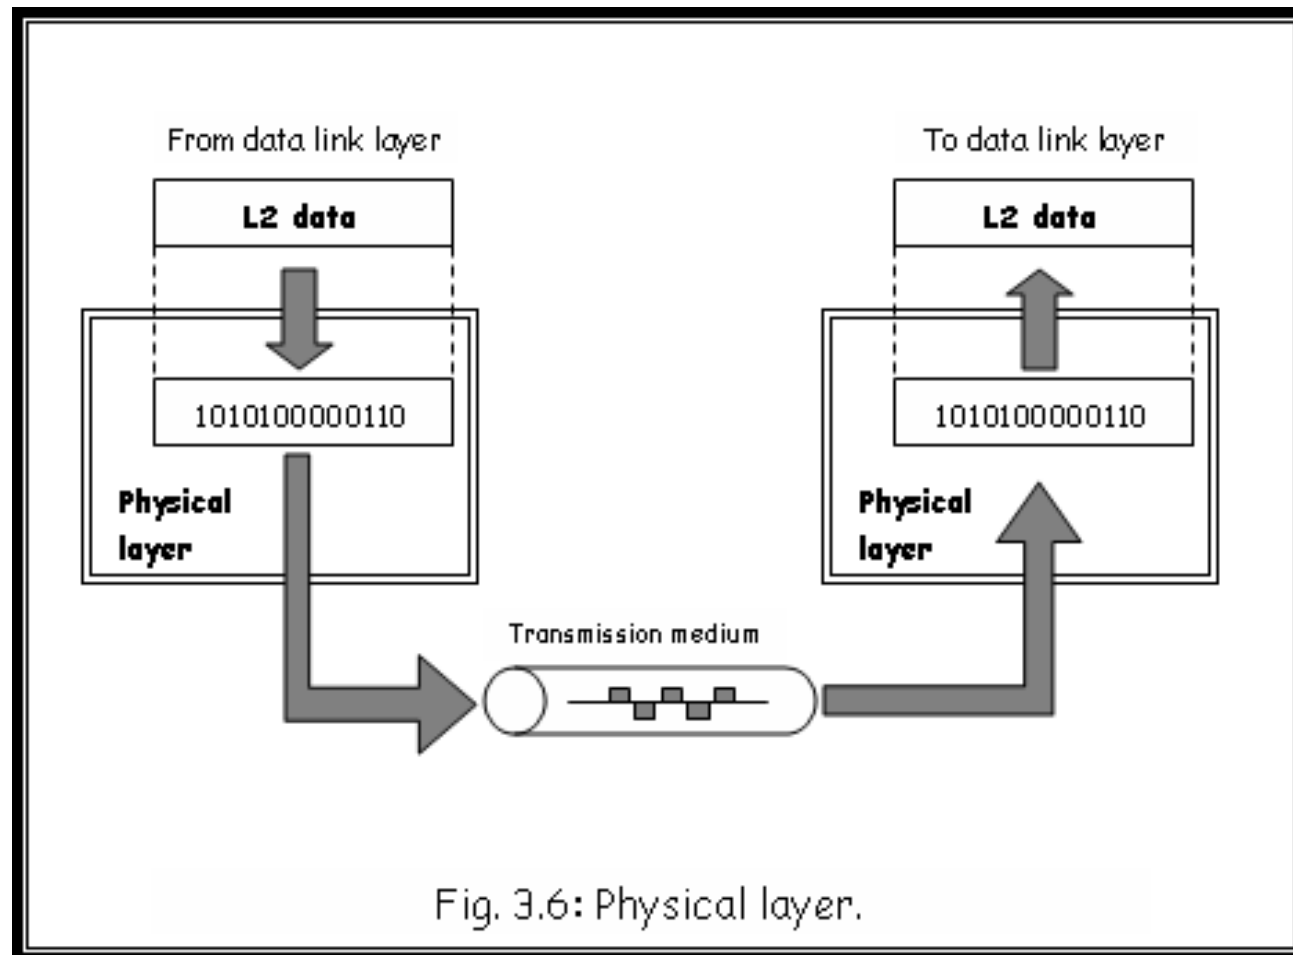 From data link layer
To data link layer
L2 data
L2 data
1010100000110
1010100000110
Physical
layer
Physical
layer
Transmission medium
Fig. 3.6: Physical layer.